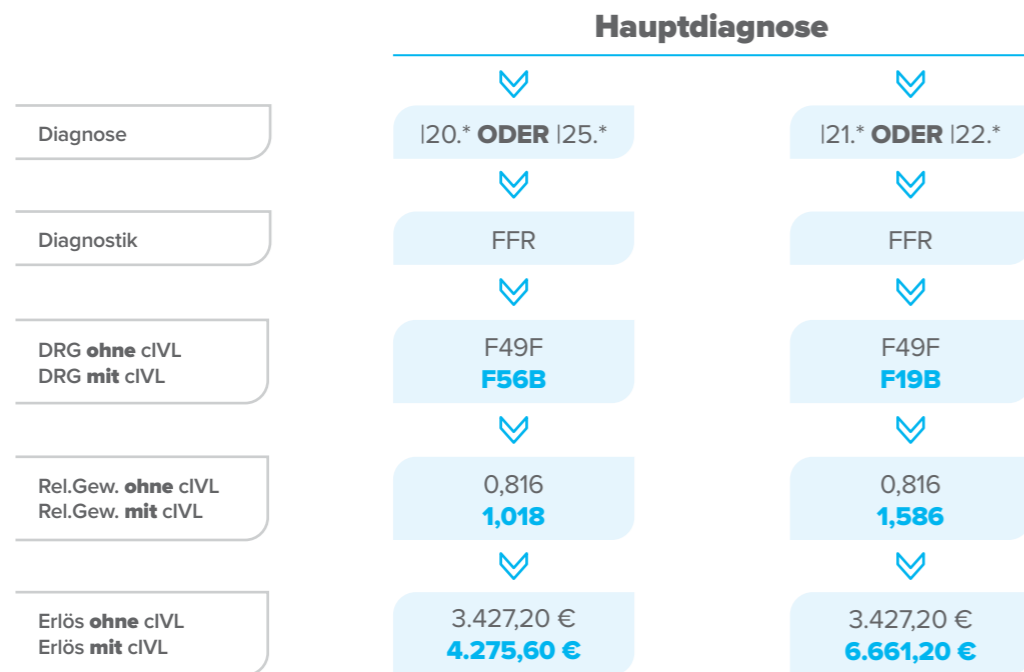 Hauptdiagnose
Diagnose
I20.* ODER I25.*
I21.* ODER I22.*
Diagnostik
FFR
FFR
DRG ohne cIVL
DRG mit cIVL
F49F
F56B
F49F
F19B
Rel.Gew. ohne cIVL
Rel.Gew. mit cIVL
0,816
1,018
0,816
1,586
Erlös ohne cIVL
Erlös mit cIVL
3.427,20 €
4.275,60 €
3.427,20 €
6.661,20 €